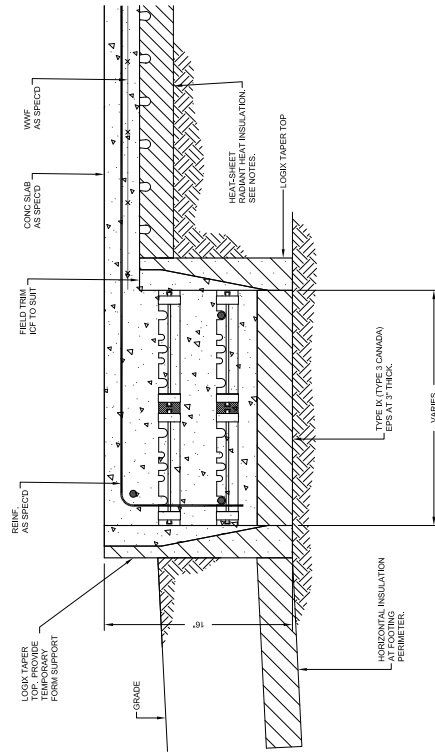 LOGIX TAPER
TOP. PROVIDE
TEMPORARY
FORM SUPPORT
REINF.
AS SPEC'D
FIELD TRIM
ICF TO SUIT
CONC SLAB
AS SPEC'D
WWF
AS SPEC'D
GRADE
16"
HEAT-SHEET
RADIANT HEAT INSULATION.
SEE NOTES.
LOGIX TAPER TOP
HORIZONTAL INSULATION
AT FOOTING
PERIMETER.
TYPE IX (TYPE 3 CANADA)
EPS AT 3" THICK.
VARIES